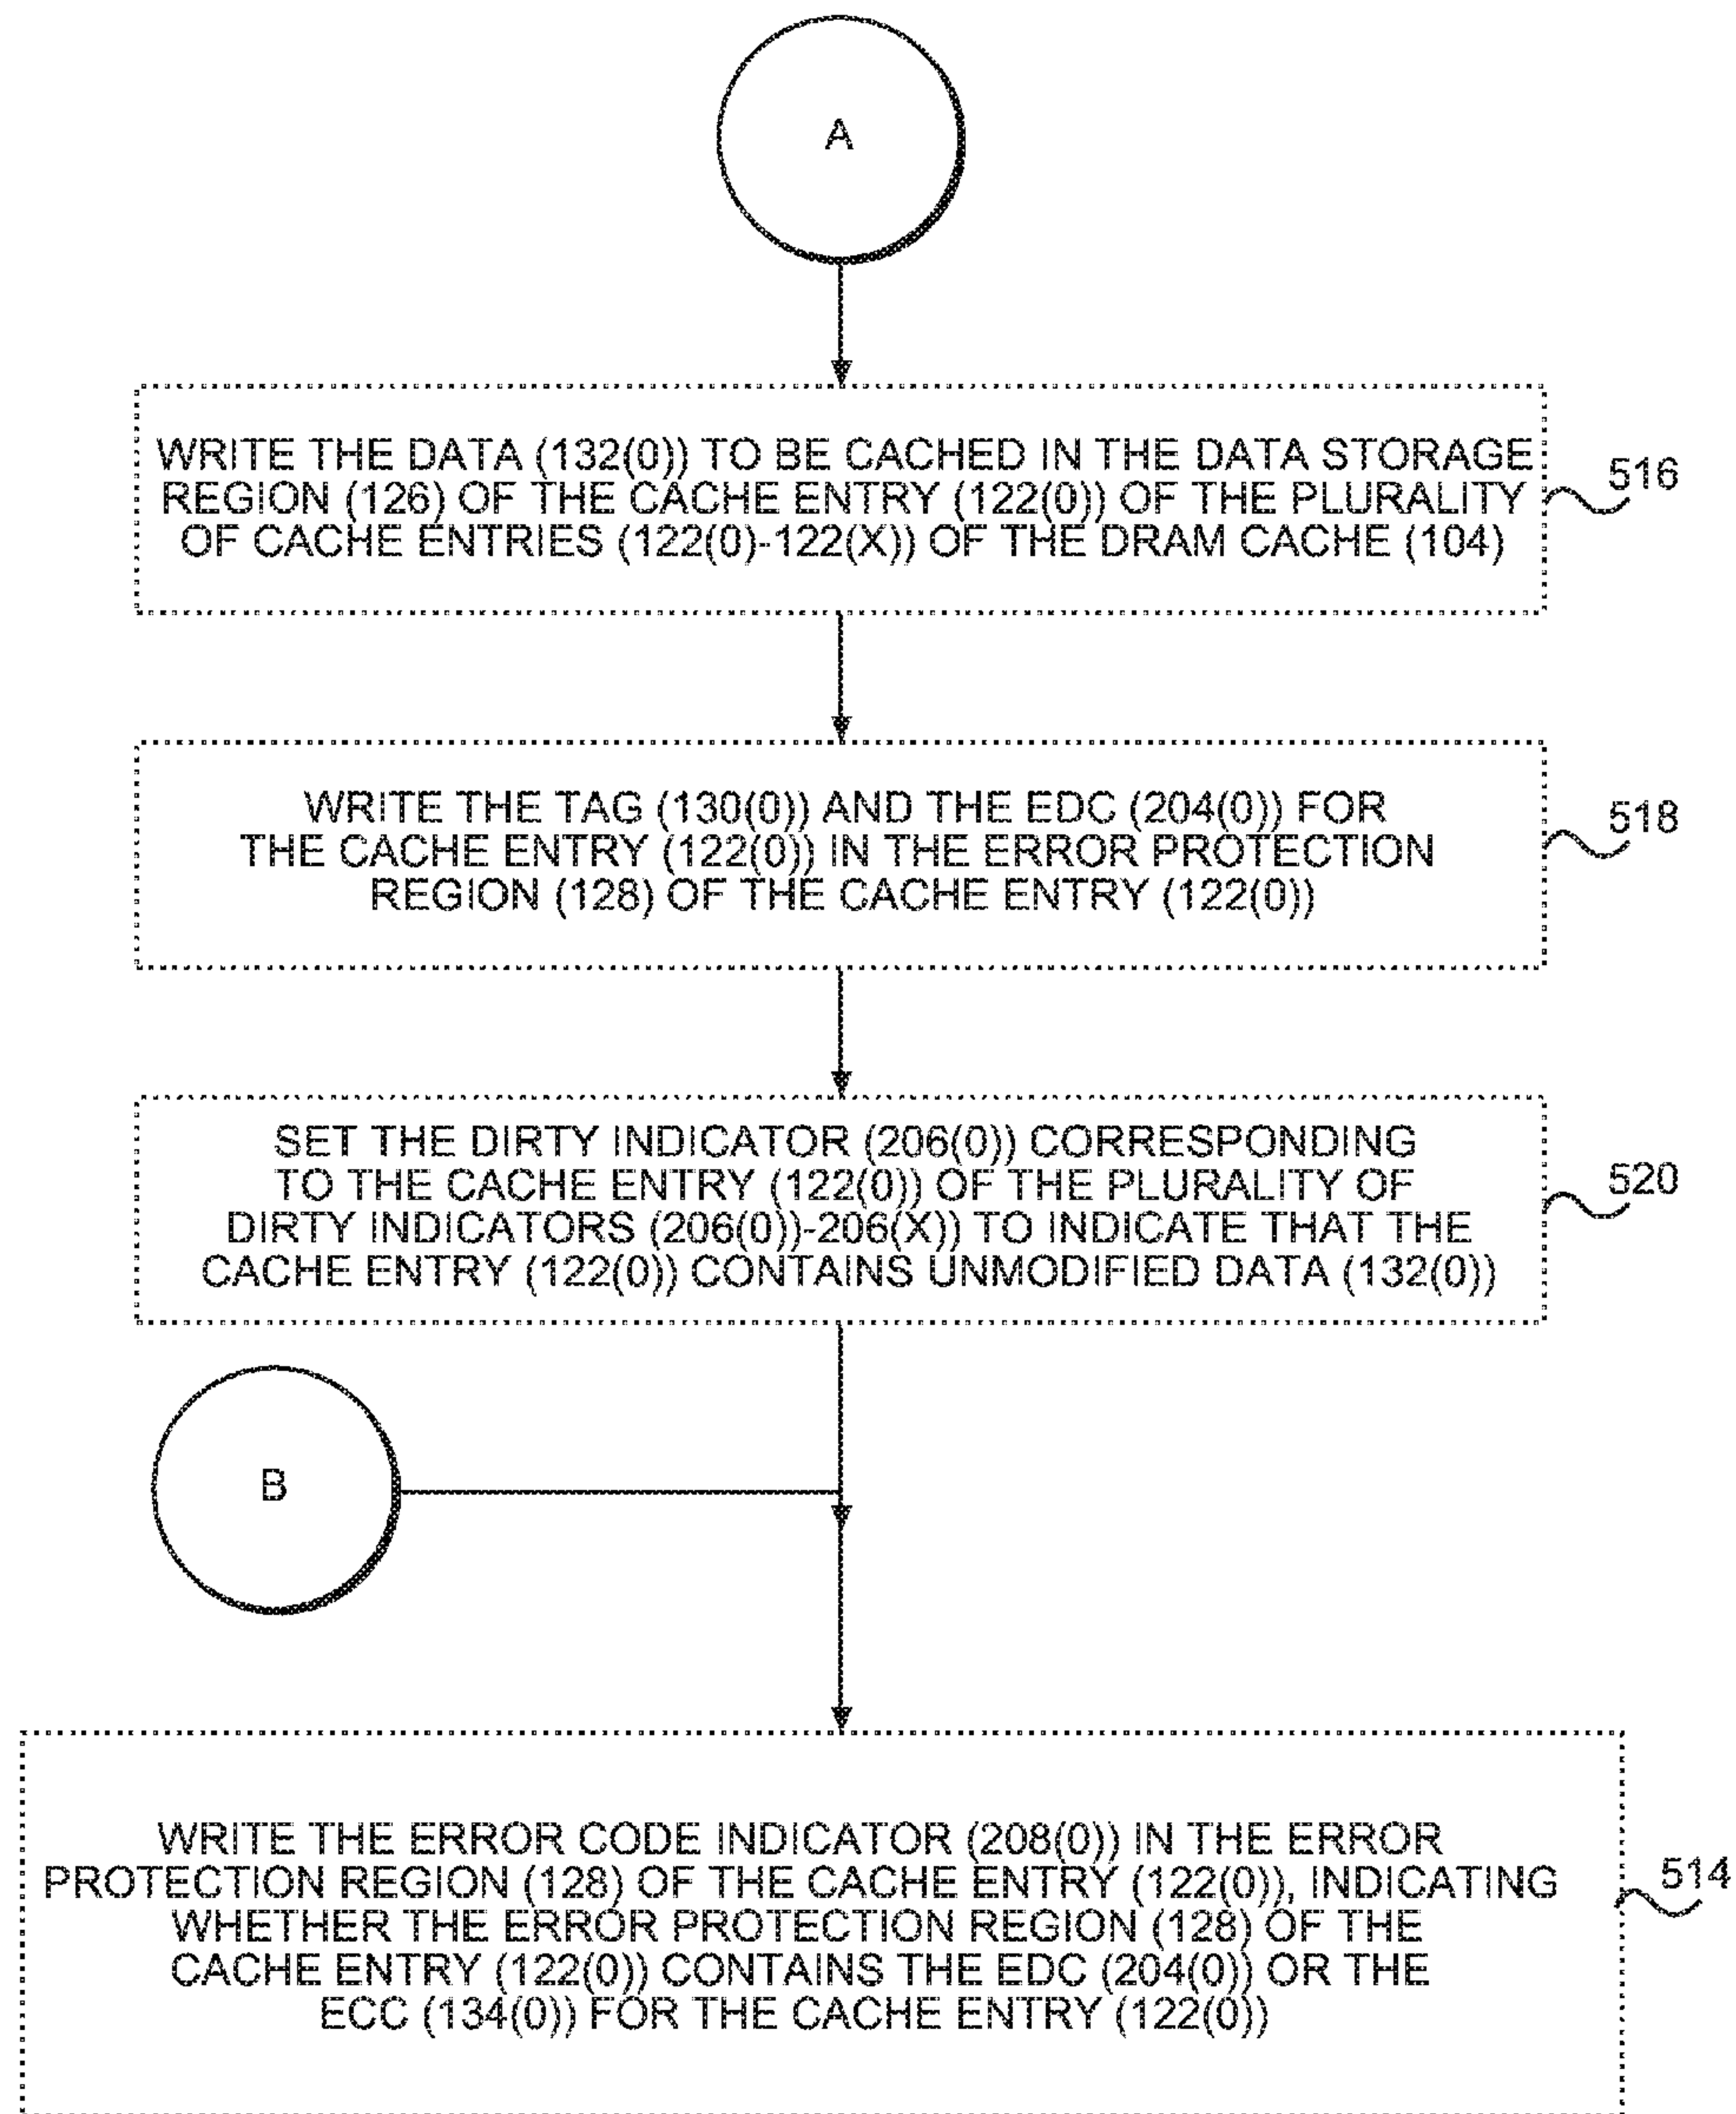 A
WRITE THE DATA (132(0)) TO BE CACHED IN THE DATA STORAGE
REGION (126) OF THE CACHE ENTRY (122(0)) OF THE PLURALITY
OF CACHE ENTRIES (122(0)-122(X)) OF THE DRAM CACHE (104)
516
WRITE THE TAG (130(0)) AND THE EDC (204(0)) FOR
THE CACHE ENTRY (122(0)) IN THE ERROR PROTECTION
REGION (128) OF THE CACHE ENTRY (122(0))
518
SET THE DIRTY INDICATOR (206(0)) CORRESPONDING
TO THE CACHE ENTRY (122(0)) OF THE PLURALITY OF
DIRTY INDICATORS (206(0))-206(X)) TO INDICATE THAT THE
CACHE ENTRY (122(0)) CONTAINS UNMODIFIED DATA (132(0))
520
B
WRITE THE ERROR CODE INDICATOR (208(0)) IN THE ERROR
PROTECTION REGION (128) OF THE CACHE ENTRY (122(0)), INDICATING
WHETHER THE ERROR PROTECTION REGION (128) OF THE
CACHE ENTRY (122(0)) CONTAINS THE EDC (204(0)) OR THE
ECC (134(0)) FOR THE CACHE ENTRY (122(0))
514